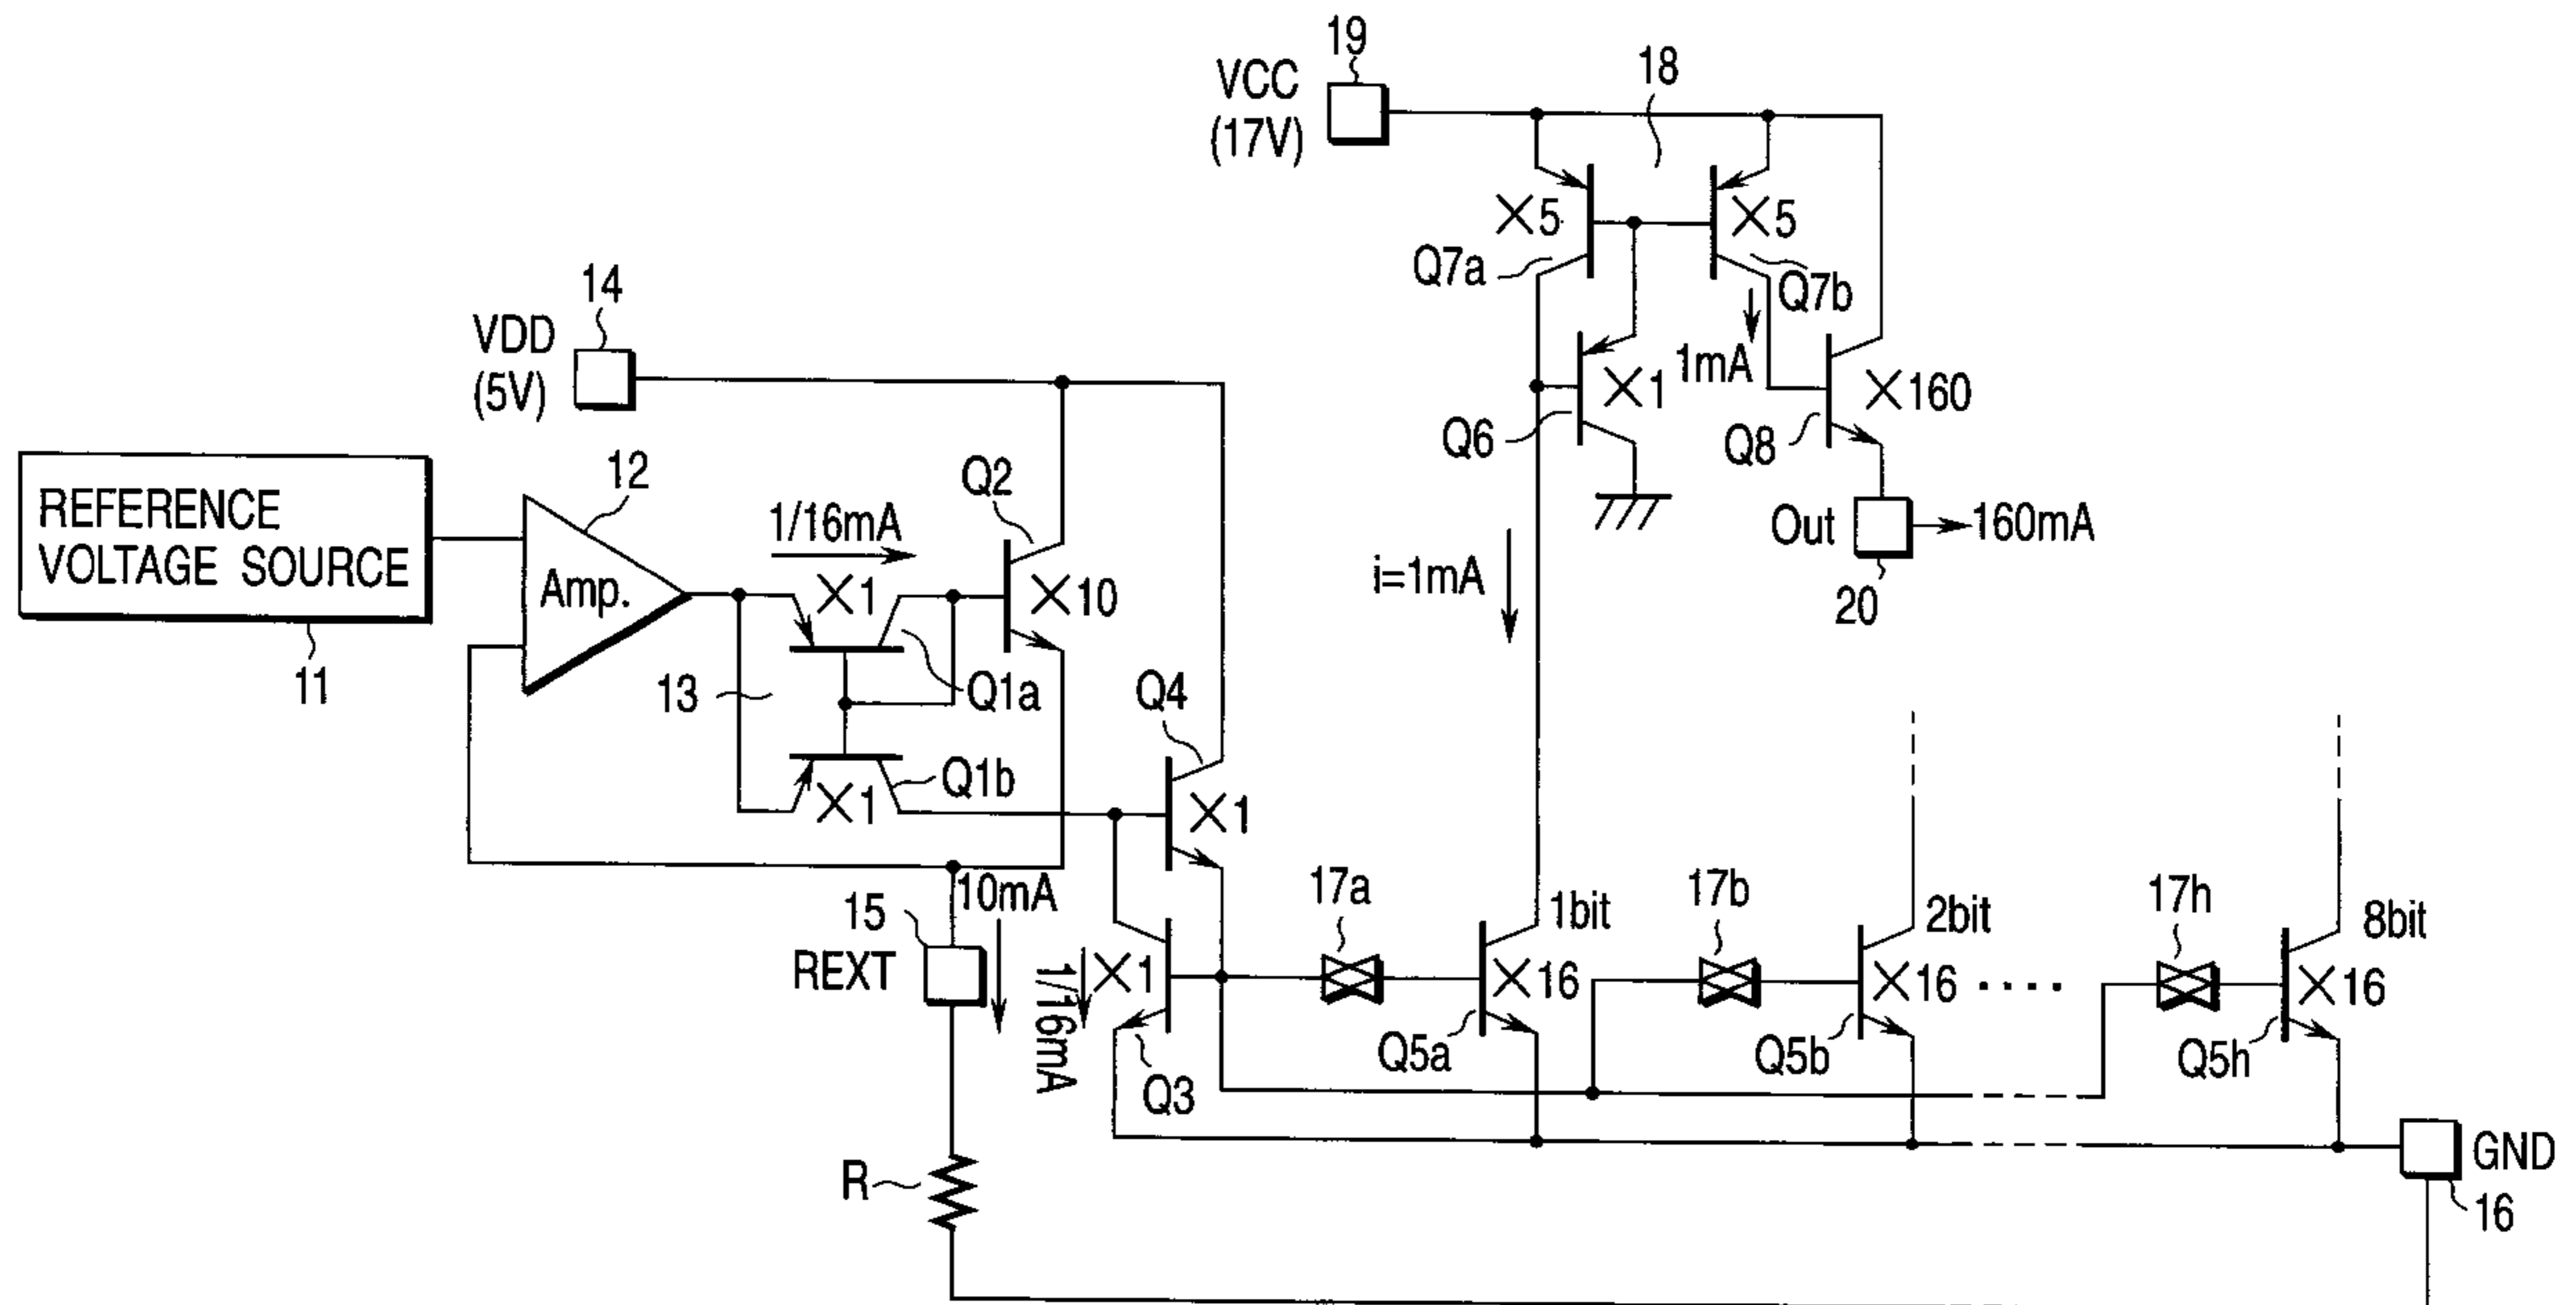 19
VCC
(17V)
18
×5
×5
Q7a
Q7b
14
VDD
(5V)
1mA
×1
×160
Q6
Q8
12
Q2
REFERENCE
VOLTAGE SOURCE
1/16mA
Out
160mA
Amp.
×1
×10
i=1mA
20
11
13
Q1a
Q4
Q1b
×1
×1
10mA
17a
17b
17h
15
1bit
2bit
8bit
REXT
1/16mA
×1
×16
×16
····
×16
Q5a
Q5b
Q5h
Q3
R
GND
16